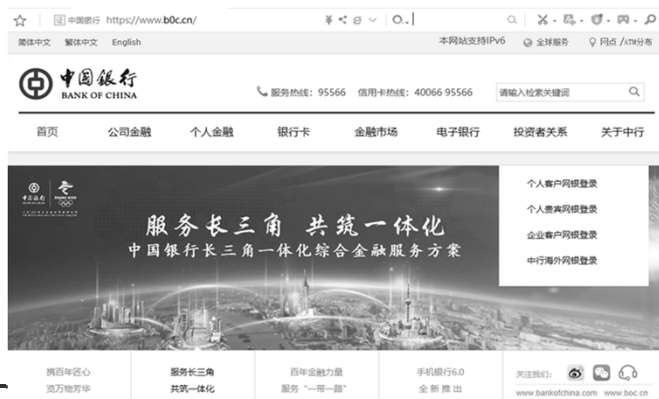 中国银行 https://www.b0c.cn/
简体中文 繁体中文 English 本网站支持IPv6 全球服务 网点/ATM分布
中国银行
BANK OF CHINA
服务热线：95566 信用卡热线：40066 95566 请输入检索关键词
首页 公司金融 个人金融 银行卡 金融市场 电子银行 投资者关系 关于中行
中国银行
个人客户网银登录
个人贵宾网银登录
企业客户网银登录
中行海外网银登录
服务长三角 共筑一体化
中国银行长三角一体化综合金融服务方案
携百年匠心 服务长三角 百年金融力量 手机银行6.0 关注我们：
览万物芳华 共筑一体化 服务“一带一路” 全新推出
www.bankofchina.com www.boc.cn